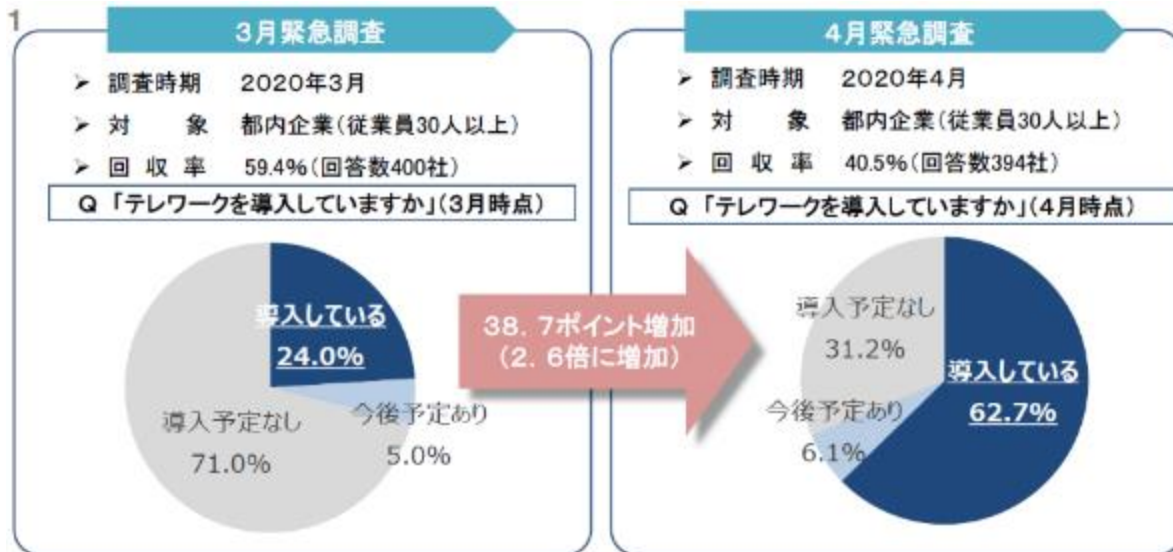 1
3月緊急調査
➢ 調査時期 2020年3月
➢ 対象 都内企業(従業員30人以上)
➢ 回収率 59.4%(回答数400社)
Q 「テレワークを導入していますか」(3月時点)
導入している
24.0%
今後予定あり
5.0%
導入予定なし
71.0%
38.7ポイント増加
(2.6倍に増加)
4月緊急調査
➢ 調査時期 2020年4月
➢ 対象 都内企業(従業員30人以上)
➢ 回収率 40.5%(回答数394社)
Q 「テレワークを導入していますか」(4月時点)
導入予定なし
31.2%
導入している
62.7%
今後予定あり
6.1%